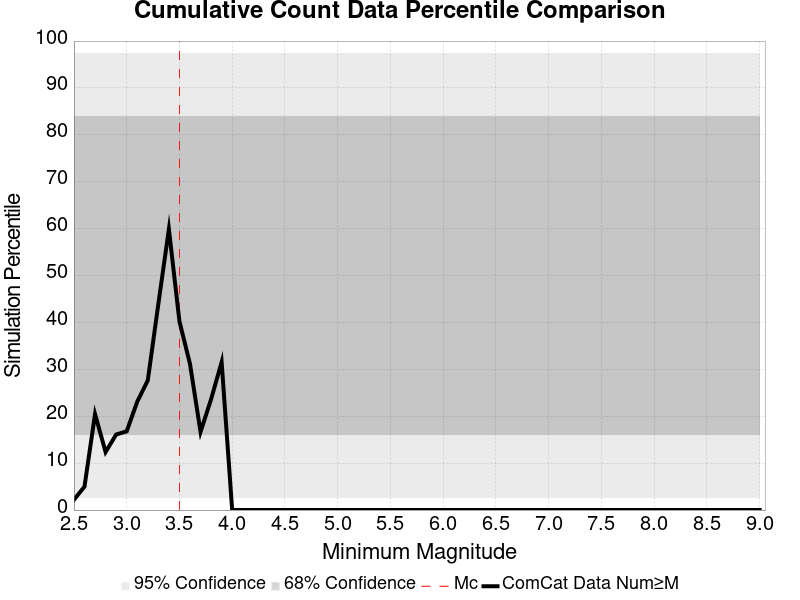 Cumulative Count Data Percentile Comparison
100
90
80
70
60
50
40
30
20
10
0
Simulation Percentile
2.5 3.0 3.5 4.0 4.5 5.0 5.5 6.0 6.5 7.0 7.5 8.0 8.5 9.0
Minimum Magnitude
95% Confidence 68% Confidence Mc ComCat Data Num≥M